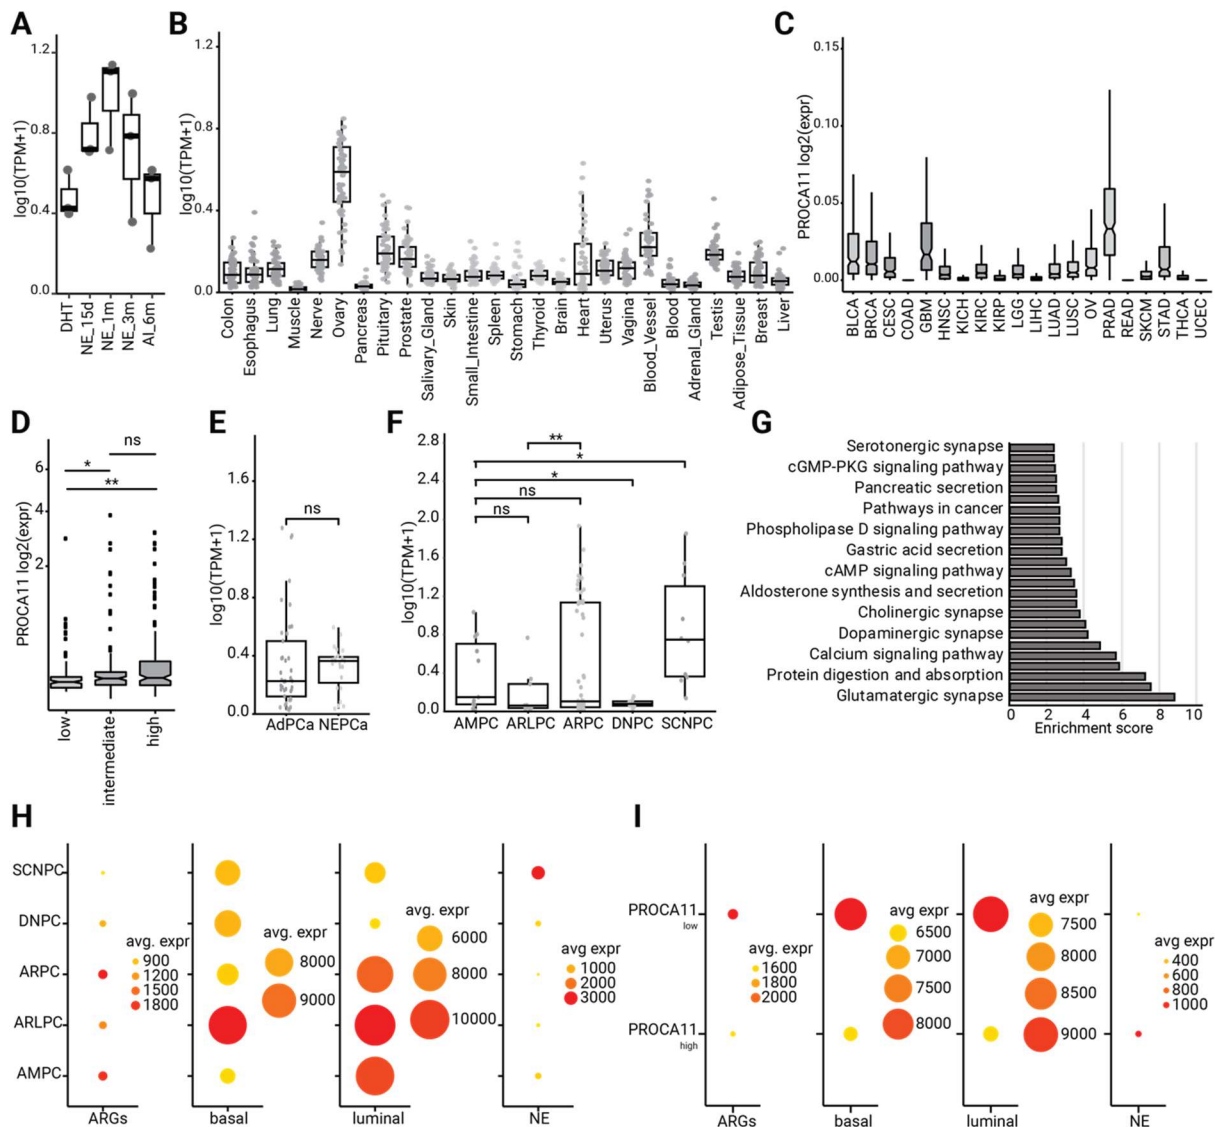 A
log10(TPM+1)
1.2
0.8
0.4
0.0
DHT
NE_15d
NE_1m
NE_3m
AI_6m
B
log10(TPM+1)
1.2
0.8
0.4
0.0
Colon
Esophagus
Lung
Muscle
Nerve
Ovary
Pancreas
Pituitary
Prostate
Salivary_Gland
Skin
Small_Intestine
Spleen
Stomach
Thyroid
Brain
Heart
Uterus
Vagina
Blood_Vessel
Blood
Adrenal_Gland
Testis
Adipose_Tissue
Breast
Liver
C
PROCA11 log2(expr)
0.15
0.10
0.05
0.00
BLCA
BRCA
CESC
COAD
GBM
HNSC
KICH
KIRC
KIRP
LGG
LIHC
LUAD
LUSC
OV
PRAD
READ
SKCM
STAD
THCA
UCEC
D
PROCA11 log2(expr)
6
4
2
ns
*
**
low
intermediate
high
E
log10(TPM+1)
1.6
1.2
0.8
0.4
0.0
ns
AdPCa NEPCa
F
log10(TPM+1)
2.8
2.4
2.0
1.6
1.2
0.8
0.4
0.0
**
*
*
ns
ns
AMPC ARLPC ARPC DNPC SCNPC
G
Serotonergic synapse
cGMP-PKG signaling pathway
Pancreatic secretion
Pathways in cancer
Phospholipase D signaling pathway
Gastric acid secretion
cAMP signaling pathway
Aldosterone synthesis and secretion
Cholinergic synapse
Dopaminergic synapse
Calcium signaling pathway
Protein digestion and absorption
Glutamatergic synapse
0 2 4 6 8 10
Enrichment score
H
SCNPC
DNPC
ARPC
ARLPC
AMPC
avg. expr
900
1200
1500
1800
ARGs
avg. expr
8000
9000
basal
avg. expr
6000
8000
10000
luminal
avg expr
1000
2000
3000
NE
I
PROCA11
low
PROCA11
high
avg expr
1600
1800
2000
ARGs
avg expr
6500
7000
7500
8000
basal
avg expr
7500
8000
8500
9000
luminal
avg expr
400
600
800
1000
NE